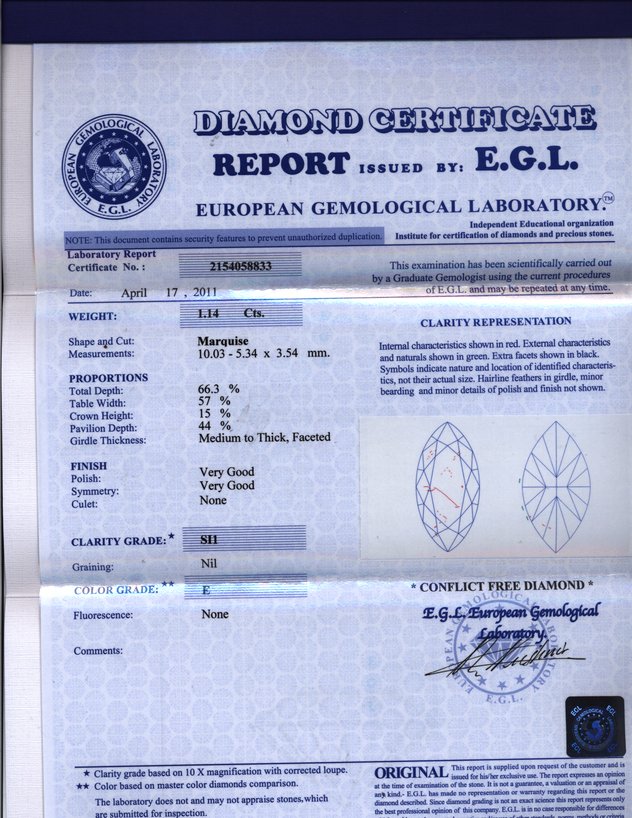 DIAMOND CERTIFICATE
REPORT ISSUED BY: E.G.L.
EUROPEAN GEMOLOGICAL LABORATORY.™
EUROPEAN GEMOLOGICAL LABORATORY
E.G.L.
Independent Educational organization
Institute for certification of diamonds and precious stones.
NOTE: This document contains security features to prevent unauthorized duplication.
Laboratory Report
Certificate No. : 2154058833
Date: April 17 , 2011
WEIGHT: 1.14 Cts.
Shape and Cut: Marquise
Measurements: 10.03 - 5.34 x 3.54 mm.
PROPORTIONS
Total Depth: 66.3 %
Table Width: 57 %
Crown Height: 15 %
Pavilion Depth: 44 %
Girdle Thickness: Medium to Thick, Faceted
FINISH
Polish: Very Good
Symmetry: Very Good
Culet: None
CLARITY GRADE:★ SI1
Graining: Nil
COLOR GRADE:★★ E
Fluorescence: None
Comments:
This examination has been scientifically carried out
by a Graduate Gemologist using the current procedures
of E.G.L. and may be repeated at any time.
CLARITY REPRESENTATION
Internal characteristics shown in red. External characteristics
and naturals shown in green. Extra facets shown in black.
Symbols indicate nature and location of identified characteris-
tics, not their actual size. Hairline feathers in girdle, minor
bearding and minor details of polish and finish not shown.
* CONFLICT FREE DIAMOND *
E.G.L. European Gemological
Laboratory.
E.G.L.
★ Clarity grade based on 10 X magnification with corrected loupe.
★★ Color based on master color diamonds comparison.
The laboratory does not and may not appraise stones,which
are submitted for inspection.
ORIGINAL This report is supplied upon request of the customer and is
issued for his/her exclusive use. The report expresses an opinion
at the time of examination of the stone. It is not a guarantee, a valuation or an appraisal of
any kind.- E.G.L. has made no representation or warranty regarding this report or the
diamond described. Since diamond grading is not an exact science this report represents only
the best professional opinion of this company. E.G.L. is in no case responsible for differences